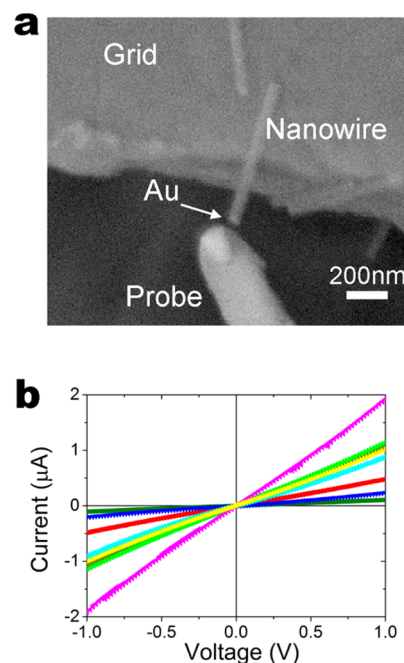 a
Grid
Nanowire
Au
Probe
200nm
b
Current (μA)
2
1
0
-1
-2
-1.0 -0.5 0.0 0.5 1.0
Voltage (V)